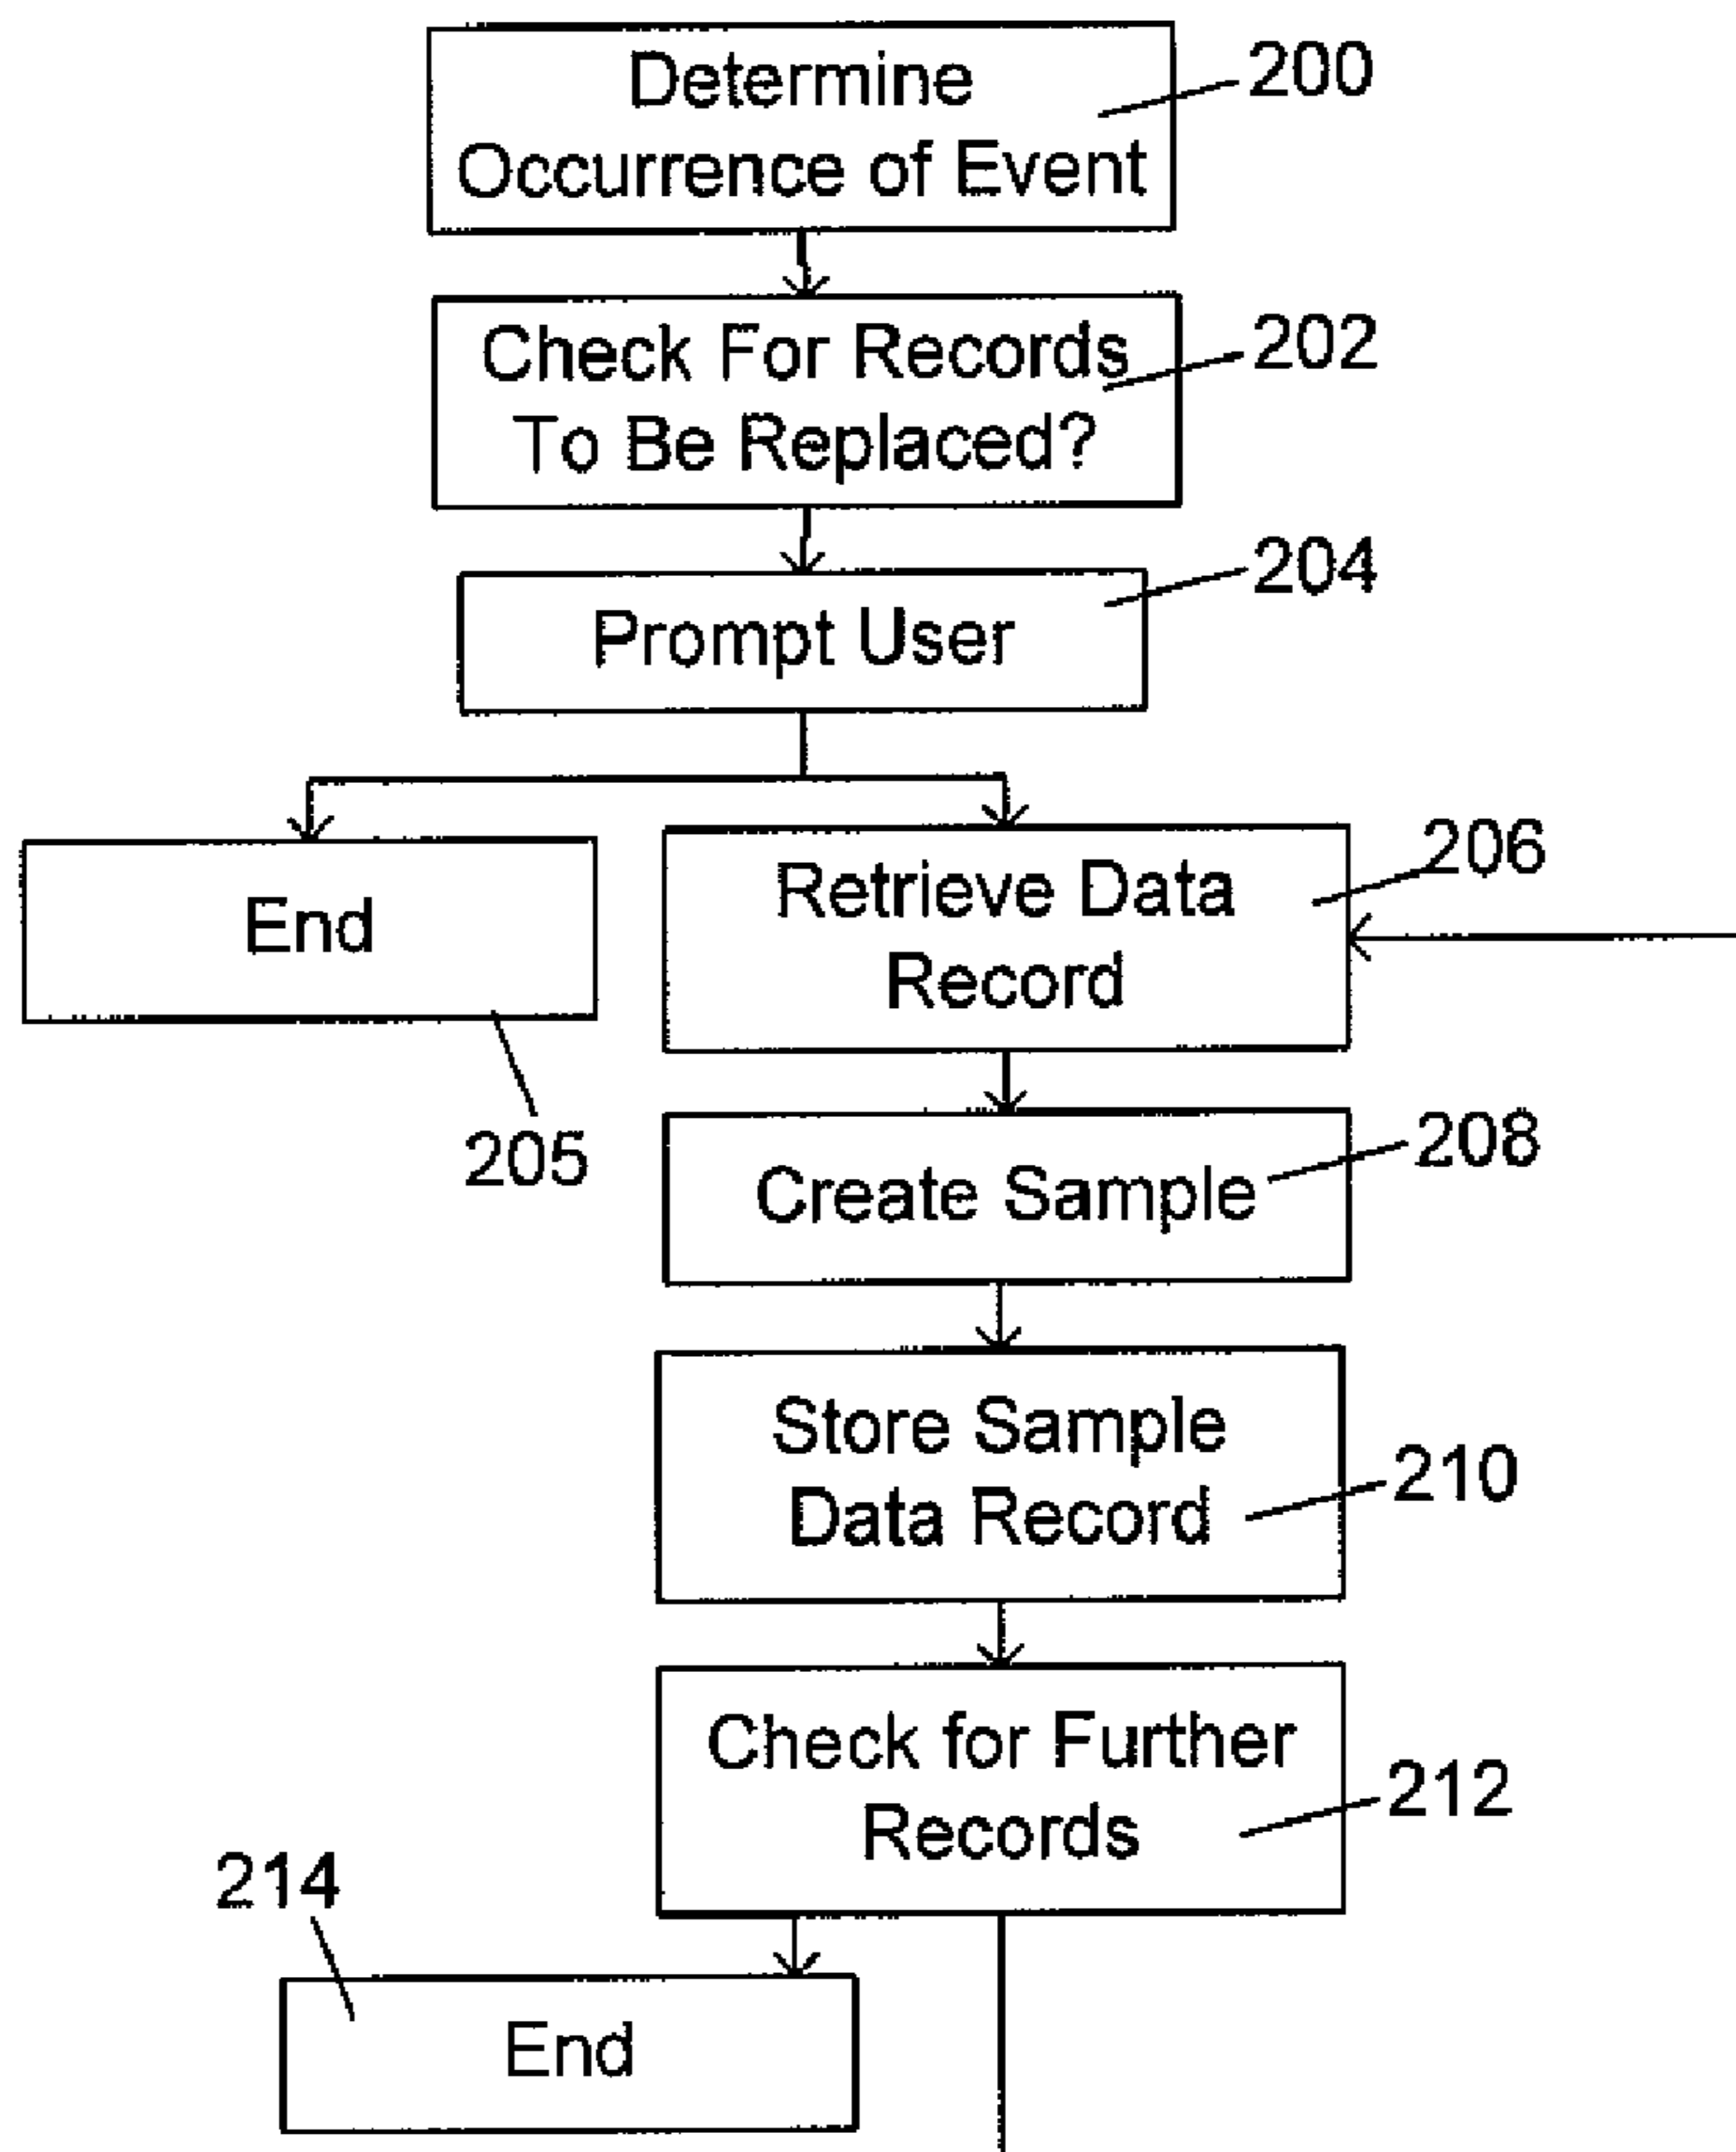 Determine
Occurrence of Event
200
Check For Records
To Be Replaced?
202
Prompt User
204
End
205
Retrieve Data
Record
206
Create Sample
208
Store Sample
Data Record
210
Check for Further
Records
212
214
End